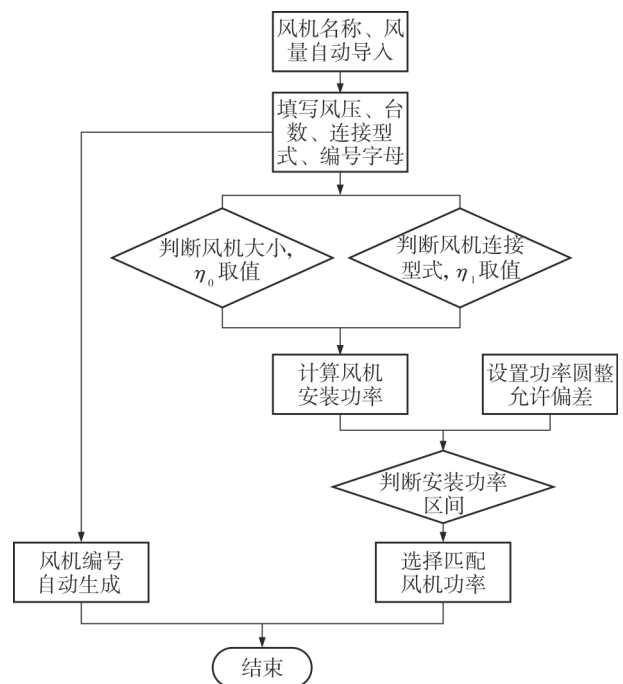 风机名称、风
量自动导入
填写风压、台
数、连接型
式、编号字母
判断风机大小,
η₀取值
判断风机连接
型式, η₁取值
计算风机
安装功率
设置功率圆整
允许偏差
判断安装功率
区间
风机编号
自动生成
选择匹配
风机功率
结束